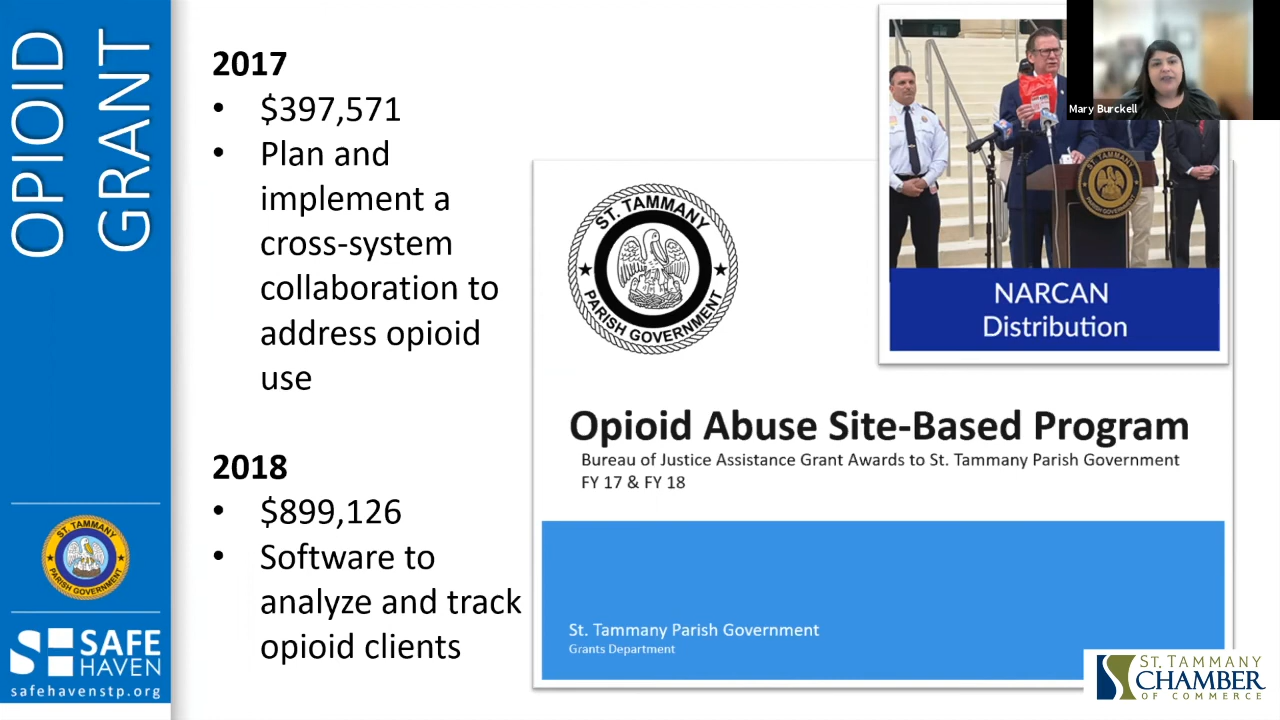 OPIOID
GRANT
2017
• $397,571
• Plan and
implement a
cross-system
collaboration to
address opioid
use
2018
• $899,126
• Software to
analyze and track
opioid clients
ST. TAMMANY
PARISH GOVERNMENT
SAFE
HAVEN
safehavenstp.org
ST. TAMMANY
PARISH GOVERNMENT
Opioid Abuse Site-Based Program
Bureau of Justice Assistance Grant Awards to St. Tammany Parish Government
FY 17 & FY 18
St. Tammany Parish Government
Grants Department
NARCAN
Distribution
Mary Burckell
ST. TAMMANY
CHAMBER
OF COMMERCE